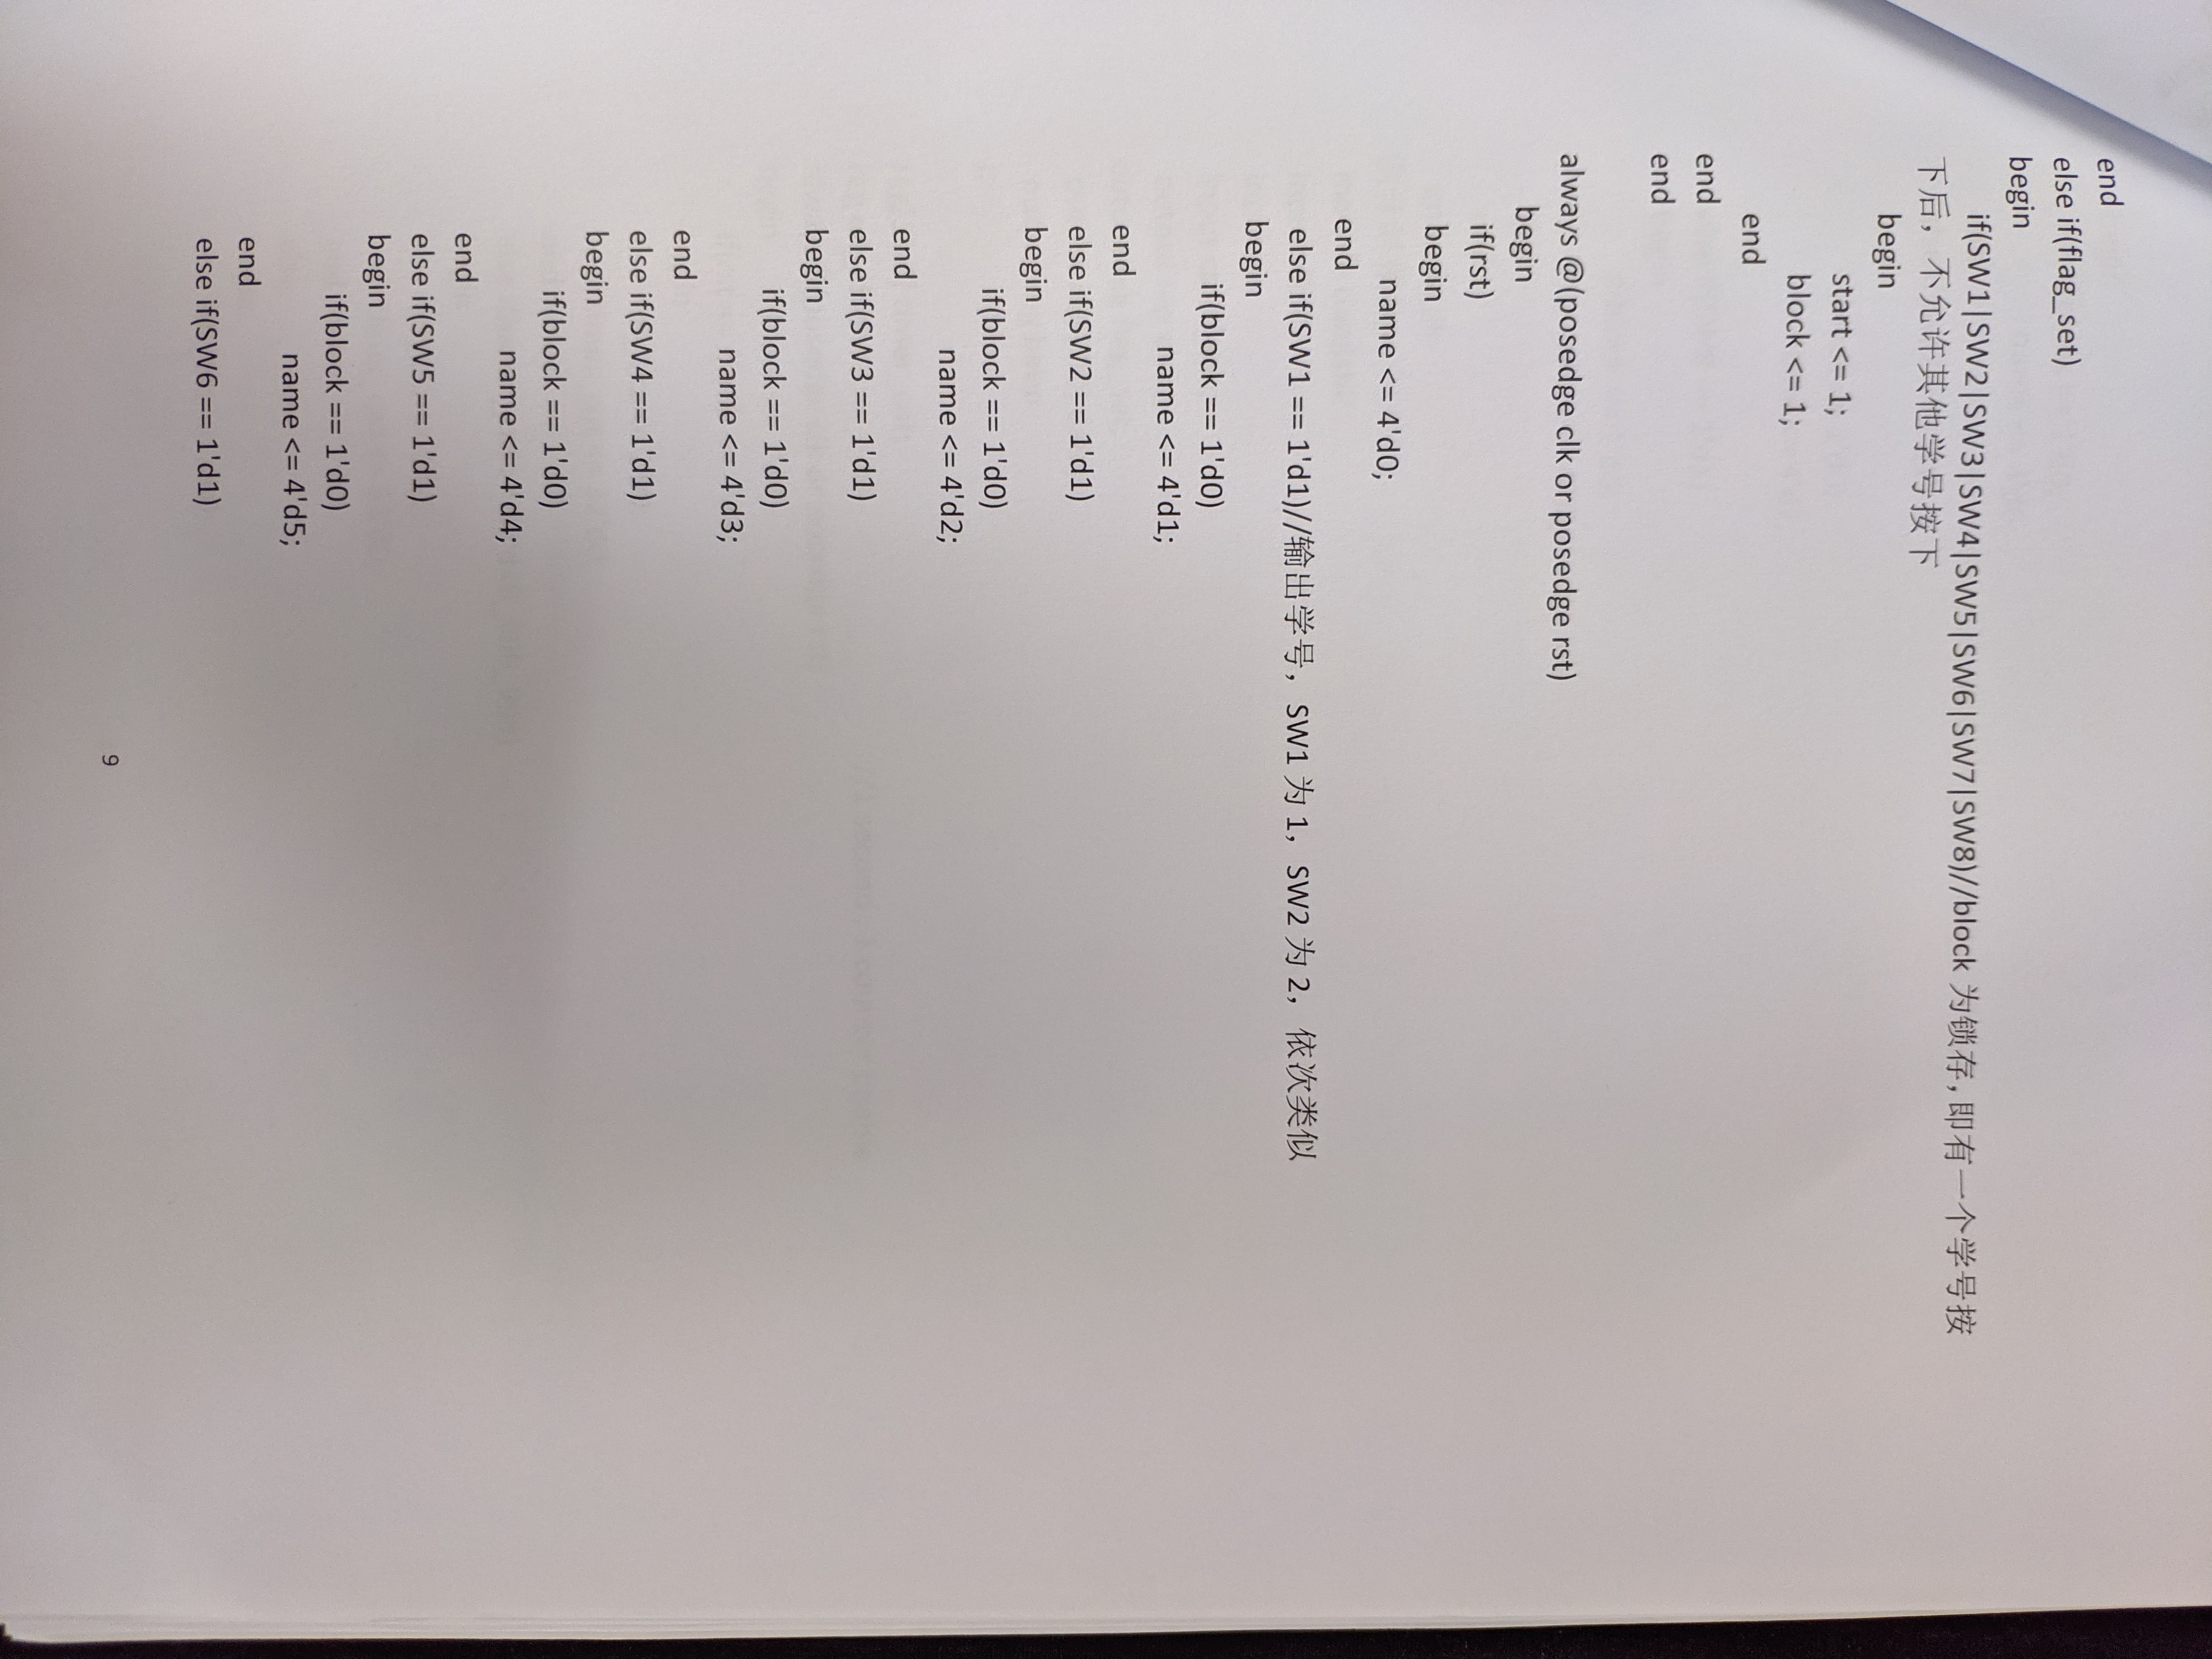 end
else if(flag_set)
begin
if(SW1|SW2|SW3|SW4|SW5|SW6|SW7|SW8)//block 为锁存，即有一个学号按
下后，不允许其他学号按下
begin
start <= 1;
block <= 1;
end
end
end
always @(posedge clk or posedge rst)
begin
if(rst)
begin
name <= 4'd0;
end
else if(SW1 == 1'd1)//输出学号，SW1 为 1，SW2 为 2，依次类似
begin
if(block == 1'd0)
name <= 4'd1;
end
else if(SW2 == 1'd1)
begin
if(block == 1'd0)
name <= 4'd2;
end
else if(SW3 == 1'd1)
begin
if(block == 1'd0)
name <= 4'd3;
end
else if(SW4 == 1'd1)
begin
if(block == 1'd0)
name <= 4'd4;
end
else if(SW5 == 1'd1)
begin
if(block == 1'd0)
name <= 4'd5;
end
else if(SW6 == 1'd1)
9